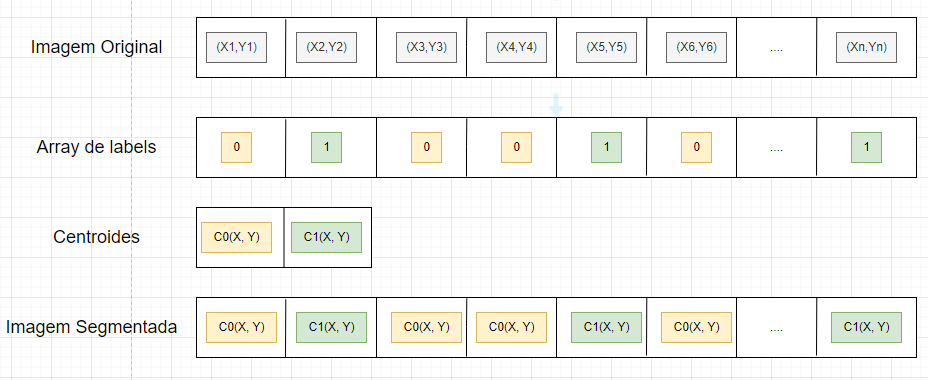 Imagem Original (X1,Y1) (X2,Y2) (X3,Y3) (X4,Y4) (X5,Y5) (X6,Y6) .... (Xn,Yn)
Array de labels 0 1 0 0 1 0 .... 1
Centroides C0(X, Y) C1(X, Y)
Imagem Segmentada C0(X, Y) C1(X, Y) C0(X, Y) C0(X, Y) C1(X, Y) C0(X, Y) .... C1(X, Y)